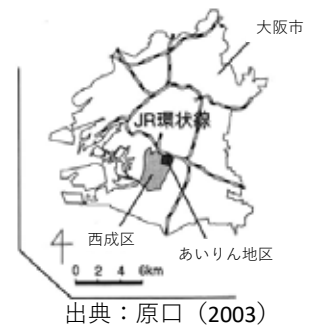 大阪市
JR環状線
西成区
あいりん地区
0 2 4 6km
出典：原口（2003）